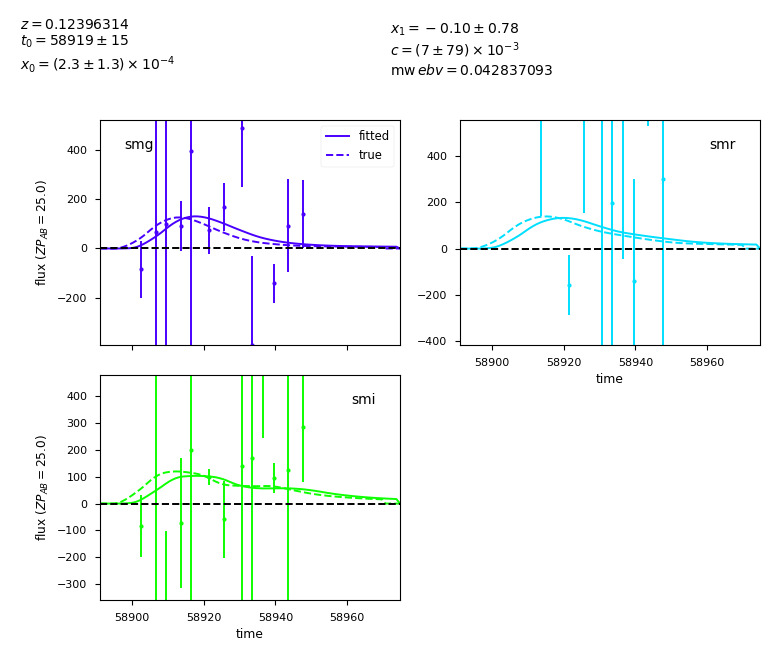 z = 0.12396314
t₀ = 58919 ± 15
x₀ = (2.3 ± 1.3) × 10⁻⁴
x₁ = −0.10 ± 0.78
c = (7 ± 79) × 10⁻³
mw ebv = 0.042837093
smg
fitted
true
400
200
0
−200
flux (ZP_AB = 25.0)
smr
400
200
0
−200
−400
58900 58920 58940 58960
time
smi
400
300
200
100
0
−100
−200
−300
flux (ZP_AB = 25.0)
58900 58920 58940 58960
time